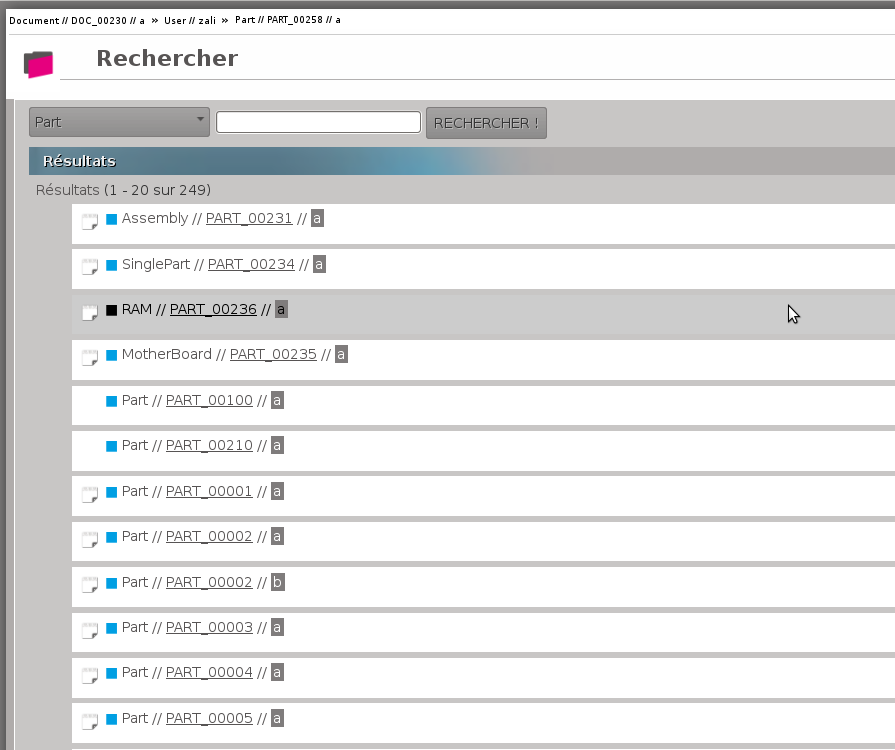 Document // DOC_00230 // a » User // zali » Part // PART_00258 // a
Rechercher
Part RECHERCHER !
Résultats
Résultats (1 - 20 sur 249)
Assembly // PART_00231 // a
SinglePart // PART_00234 // a
RAM // PART_00236 // a
MotherBoard // PART_00235 // a
Part // PART_00100 // a
Part // PART_00210 // a
Part // PART_00001 // a
Part // PART_00002 // a
Part // PART_00002 // b
Part // PART_00003 // a
Part // PART_00004 // a
Part // PART_00005 // a